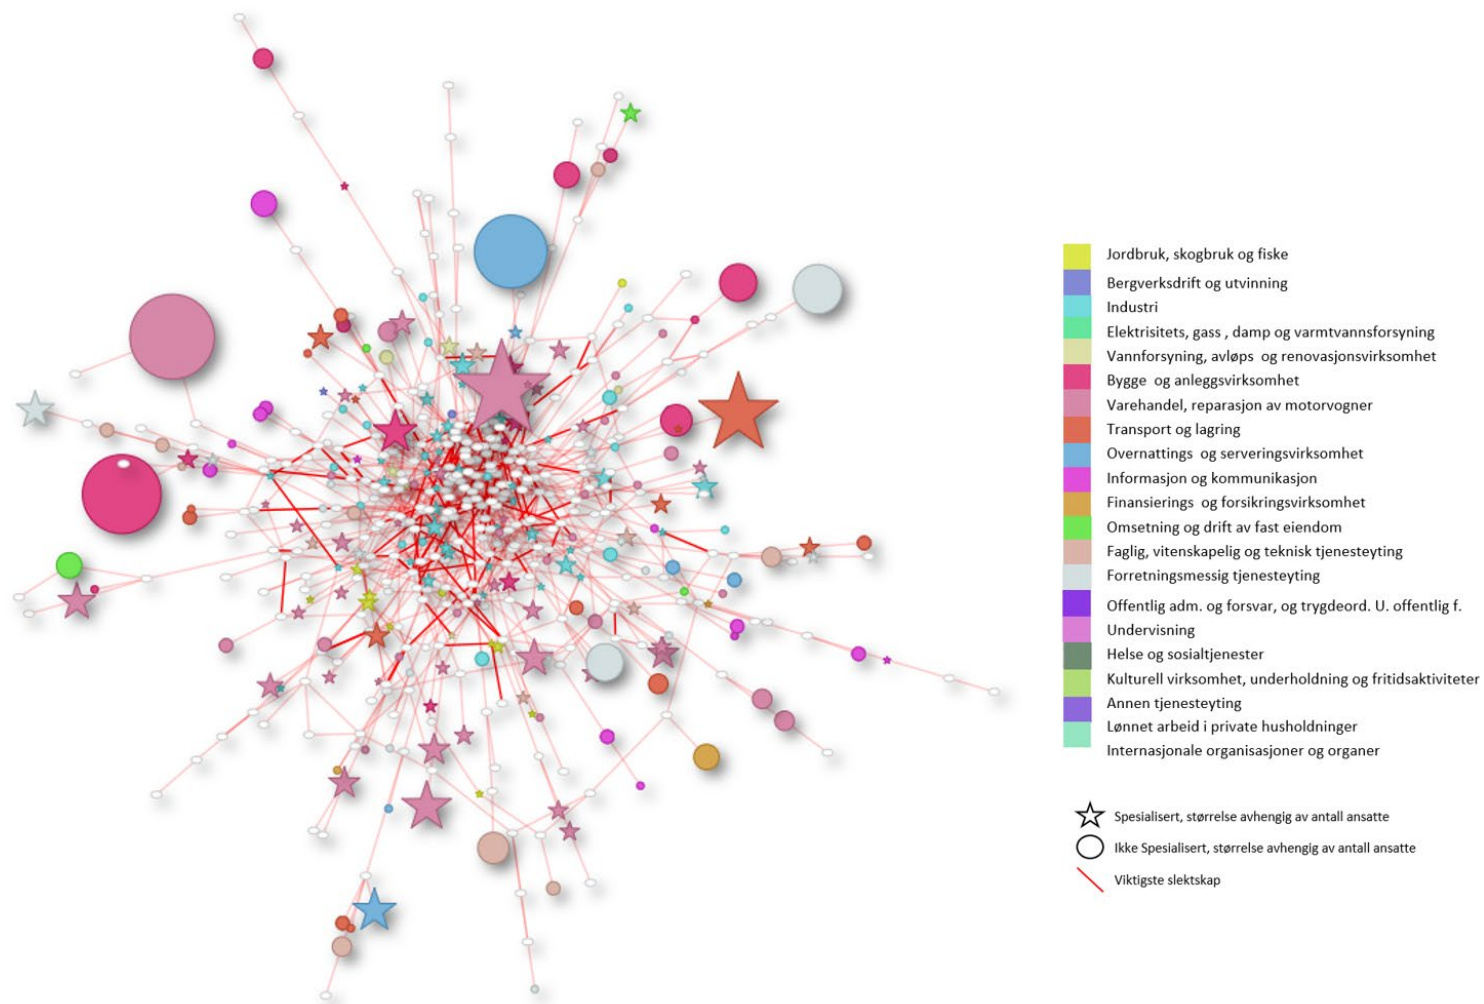 Jordbruk, skogbruk og fiske
Bergverksdrift og utvinning
Industri
Elektrisitets, gass , damp og varmtvannsforsyning
Vannforsyning, avløps  og renovasjonsvirksomhet
Bygge  og anleggsvirksomhet
Varehandel, reparasjon av motorvogner
Transport og lagring
Overnattings  og serveringsvirksomhet
Informasjon og kommunikasjon
Finansierings  og forsikringsvirksomhet
Omsetning og drift av fast eiendom
Faglig, vitenskapelig og teknisk tjenesteyting
Forretningsmessig tjenesteyting
Offentlig adm. og forsvar, og trygdeord. U. offentlig f.
Undervisning
Helse og sosialtjenester
Kulturell virksomhet, underholdning og fritidsaktiviteter
Annen tjenesteyting
Lønnet arbeid i private husholdninger
Internasjonale organisasjoner og organer
Spesialisert, størrelse avhengig av antall ansatte
Ikke Spesialisert, størrelse avhengig av antall ansatte
Viktigste slektskap